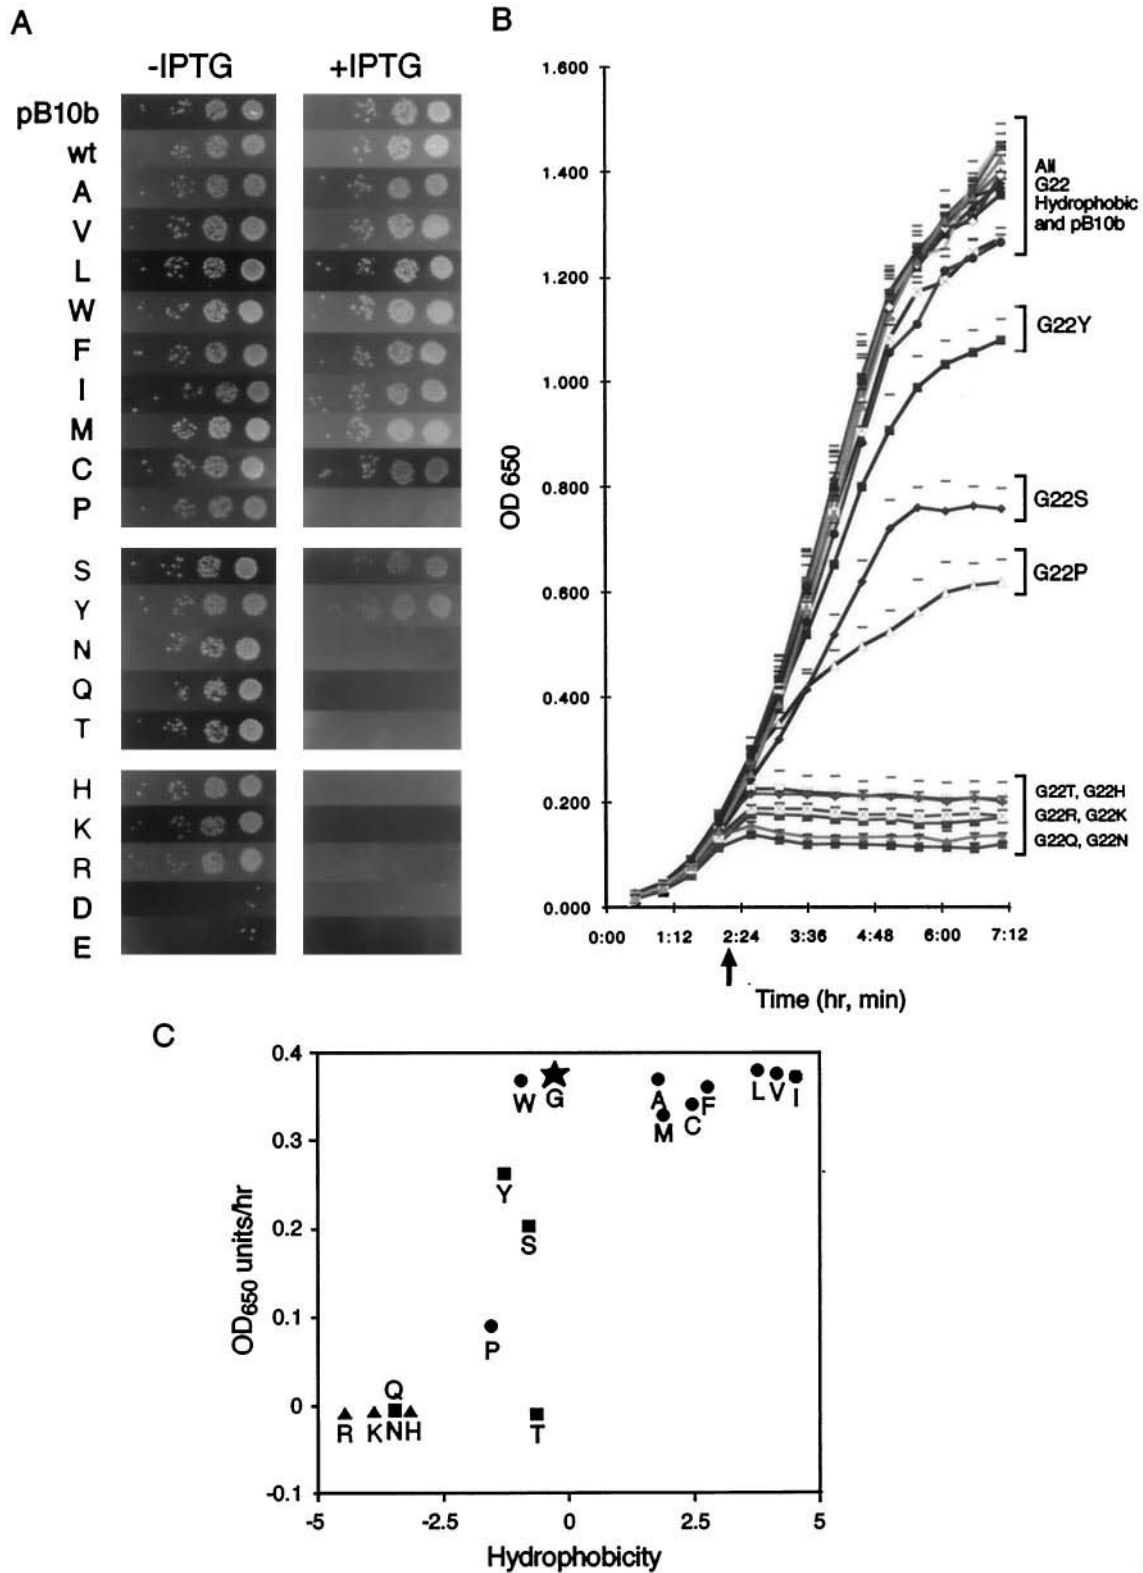 A
-IPTG
+IPTG
pB10b
wt
A
V
L
W
F
I
M
C
P
S
Y
N
Q
T
H
K
R
D
E
B
1.600
1.400
1.200
1.000
0.800
0.600
0.400
0.200
0.000
OD 650
0:00 1:12 2:24 3:36 4:48 6:00 7:12
Time (hr, min)
All
G22
Hydrophobic
and pB10b
G22Y
G22S
G22P
G22T, G22H
G22R, G22K
G22Q, G22N
C
0.4
0.3
0.2
0.1
0
-0.1
OD650 units/hr
W
G
A
M
C
F
L
V
I
Y
S
P
Q
R
K
N
H
T
-5 -2.5 0 2.5 5
Hydrophobicity